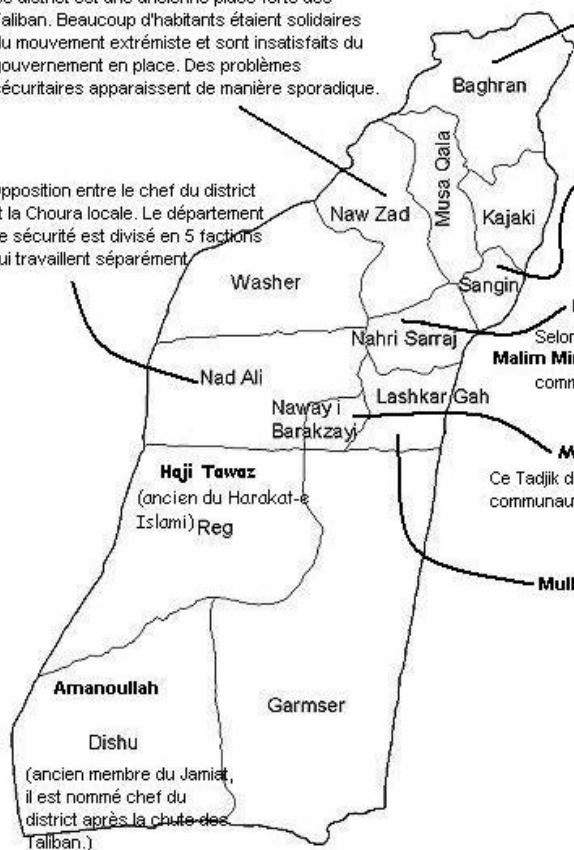 district est une ancienne place forte des
Taliban. Beaucoup d'habitants étaient solidaires
du mouvement extrémiste et sont insatisfaits du
gouvernement en place. Des problèmes
sécuritaires apparaissent de manière sporadique.
Baghran
Musa Qala
Opposition entre le chef du district
et la Choura locale. Le département
de sécurité est divisé en 5 factions
qui travaillent séparément
Naw Zad
Kajaki
Washer
Sangin
Nahri Sarraj
Selon
Malim Mir
comm
Nad Ali
Lashkar Gah
Naway i
Barakzayi
M
Ce Tadjik d
communaut
Haji Tawaz
(ancien du Harakat-e
Islami) Reg
Mull
Amanoullah
Garmser
Dishu
(ancien membre du Jamiat,
il est nommé chef du
district après la chute des
Taliban.)